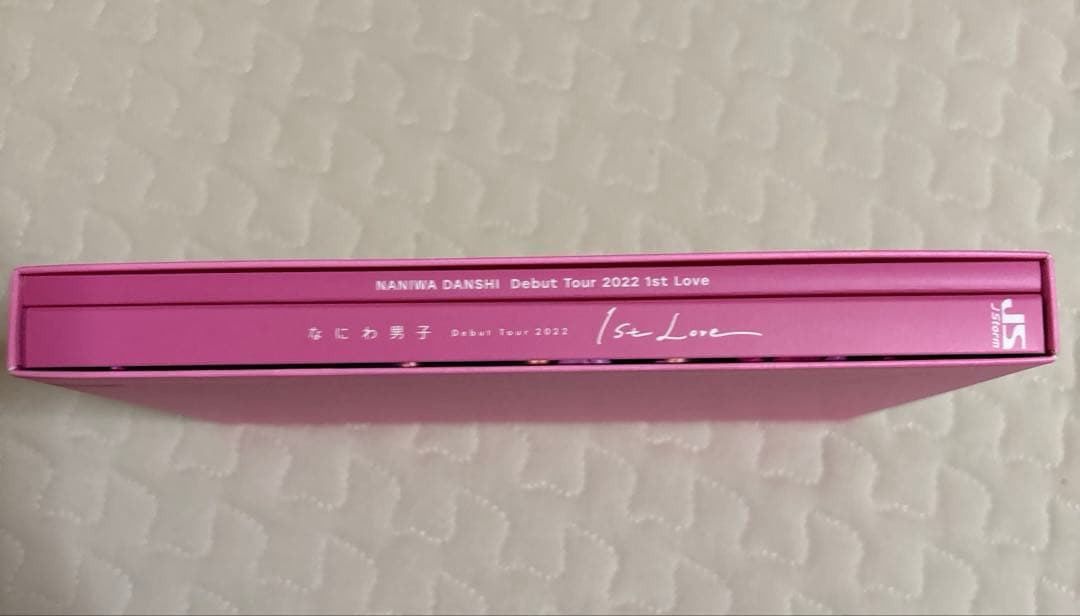 NANIWA DANSHI Debut Tour 2022 1st Love
なにわ男子 Debut Tour 2022 1st Love
JS
J Storm